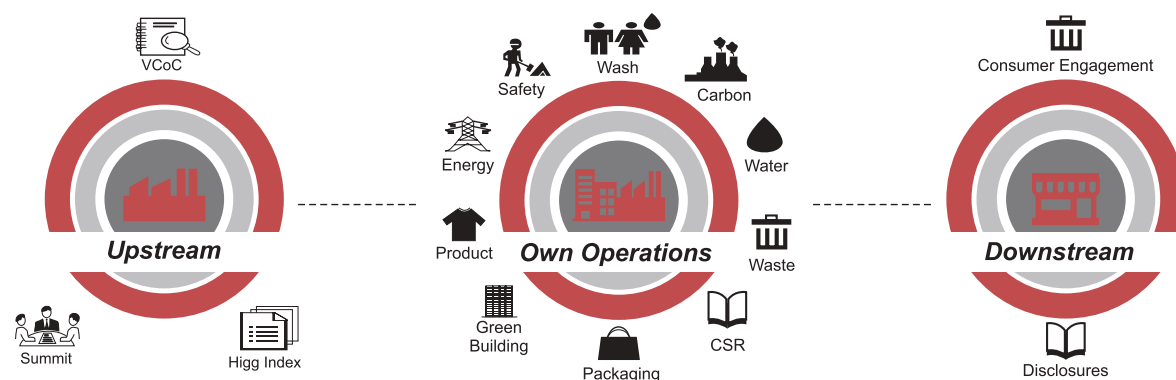 VCoC
Upstream
Summit
Higg Index
Wash
Safety
Carbon
Energy
Water
Product
Own Operations
Waste
Green
Building
CSR
Packaging
Consumer Engagement
Downstream
Disclosures